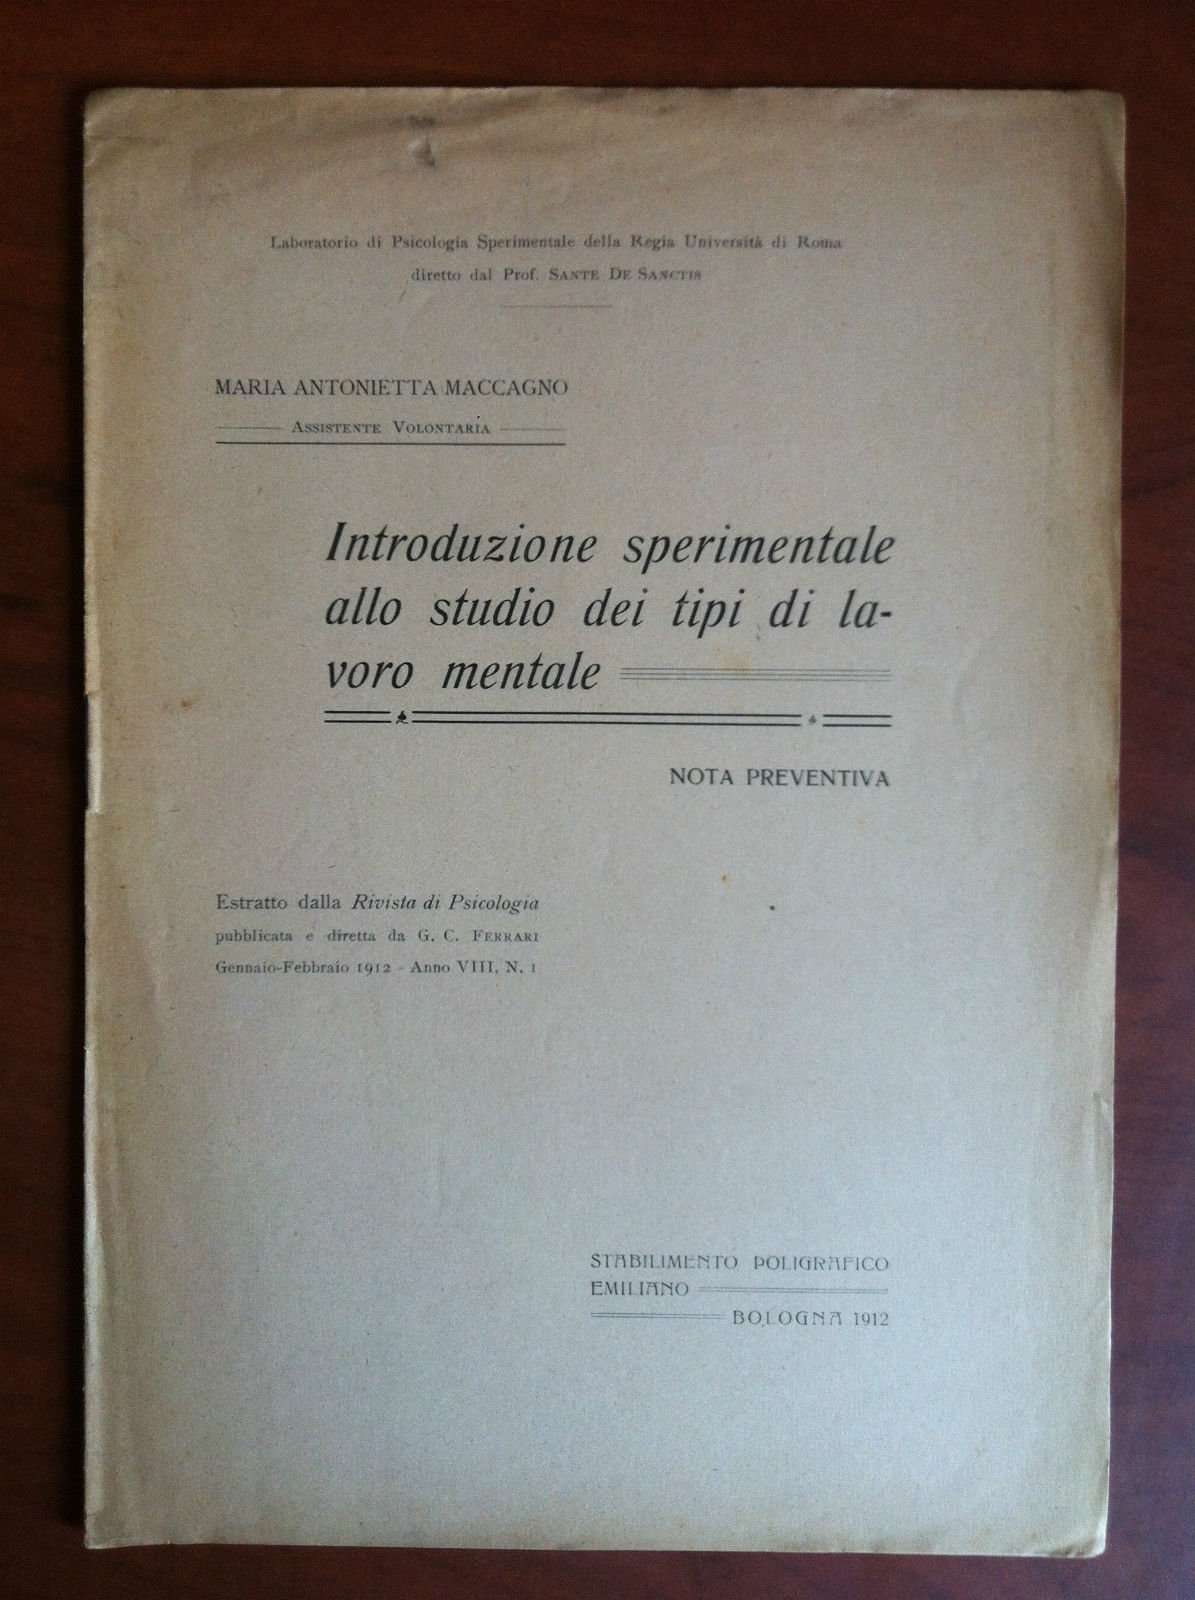 Laboratorio di Psicologia Sperimentale della Regia Università di Roma
diretto dal Prof. SANTE DE SANCTIS
MARIA ANTONIETTA MACCAGNO
ASSISTENTE VOLONTARIA
Introduzione sperimentale
allo studio dei tipi di la-
voro mentale
NOTA PREVENTIVA
Estratto dalla Rivista di Psicologia
pubblicata e diretta da G. C. FERRARI
Gennaio-Febbraio 1912 - Anno VIII, N. 1
STABILIMENTO POLIGRAFICO
EMILIANO
BOLOGNA 1912